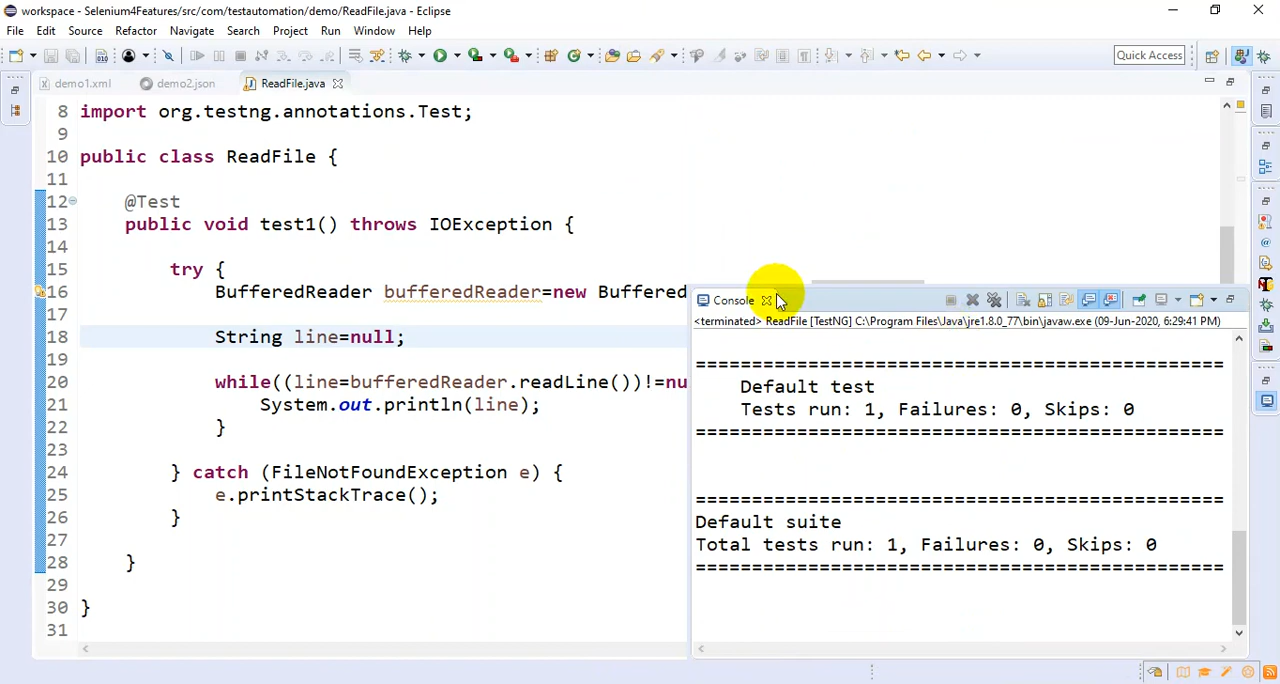 workspace - Selenium4Features/src/com/testautomation/demo/ReadFile.java - Eclipse
File Edit Source Refactor Navigate Search Project Run Window Help
Quick Access
demo1.xml demo2.json ReadFile.java
8 import org.testng.annotations.Test;
9
10 public class ReadFile {
11
12 @Test
13 public void test1() throws IOException {
14
15 try {
16 BufferedReader bufferedReader=new Buffered
17
18 String line=null;
19
20 while((line=bufferedReader.readLine())!=nu
21 System.out.println(line);
22 }
23
24 } catch (FileNotFoundException e) {
25 e.printStackTrace();
26 }
27
28 }
29
30 }
31
Console
<terminated> ReadFile [TestNG] C:\Program Files\Java\jre1.8.0_77\bin\javaw.exe (09-Jun-2020, 6:29:41 PM)
===============================================
Default test
Tests run: 1, Failures: 0, Skips: 0
===============================================
===============================================
Default suite
Total tests run: 1, Failures: 0, Skips: 0
===============================================